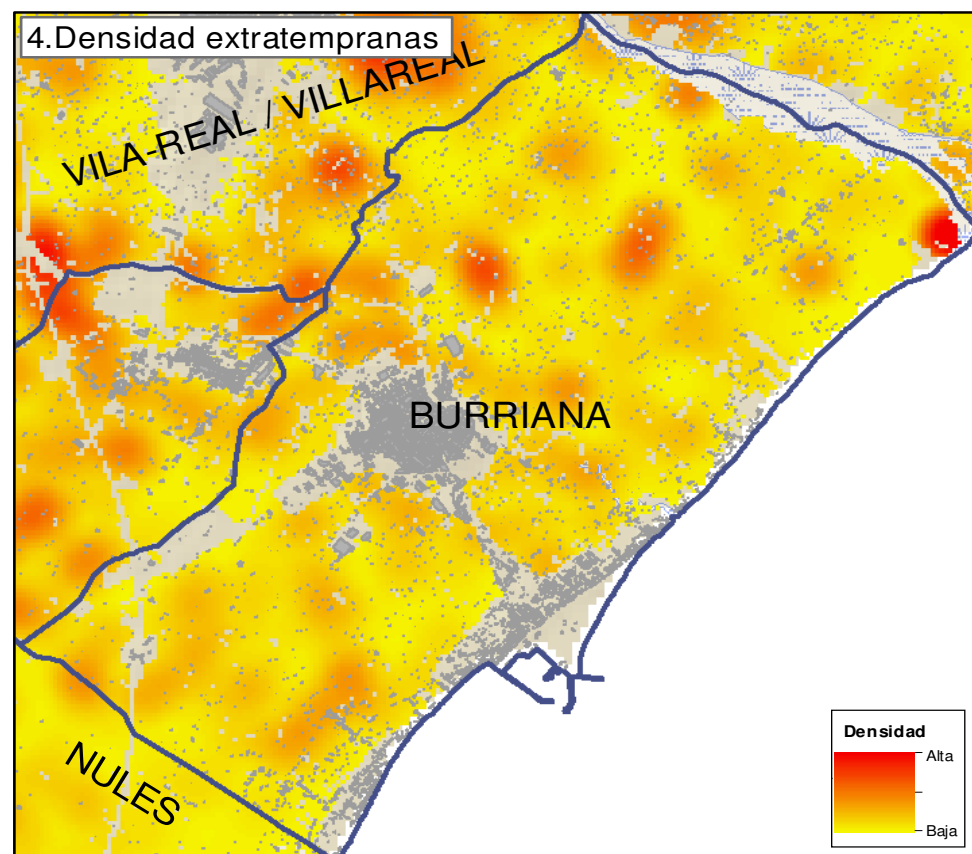 4.Densidad extratempranas
VILA-REAL / VILLAREAL
BURRIANA
NULES
Densidad
Alta
Baja